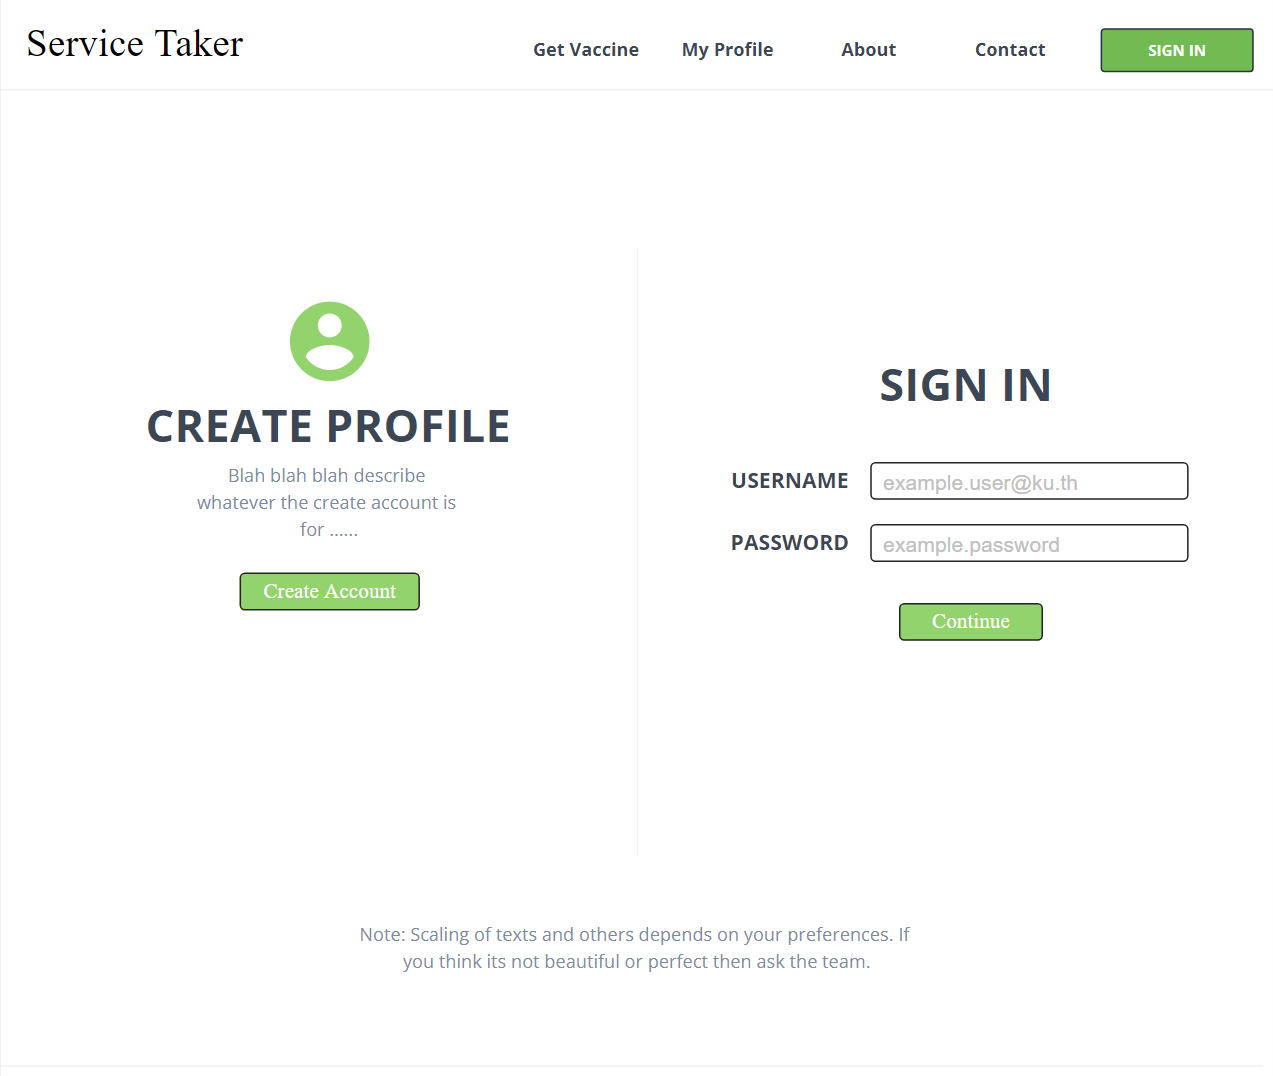 Service Taker
Get Vaccine
My Profile
About
Contact
SIGN IN
CREATE PROFILE
Blah blah blah describe
whatever the create account is
for ......
Create Account
SIGN IN
USERNAME
example.user@ku.th
PASSWORD
example.password
Continue
Note: Scaling of texts and others depends on your preferences. If
you think its not beautiful or perfect then ask the team.